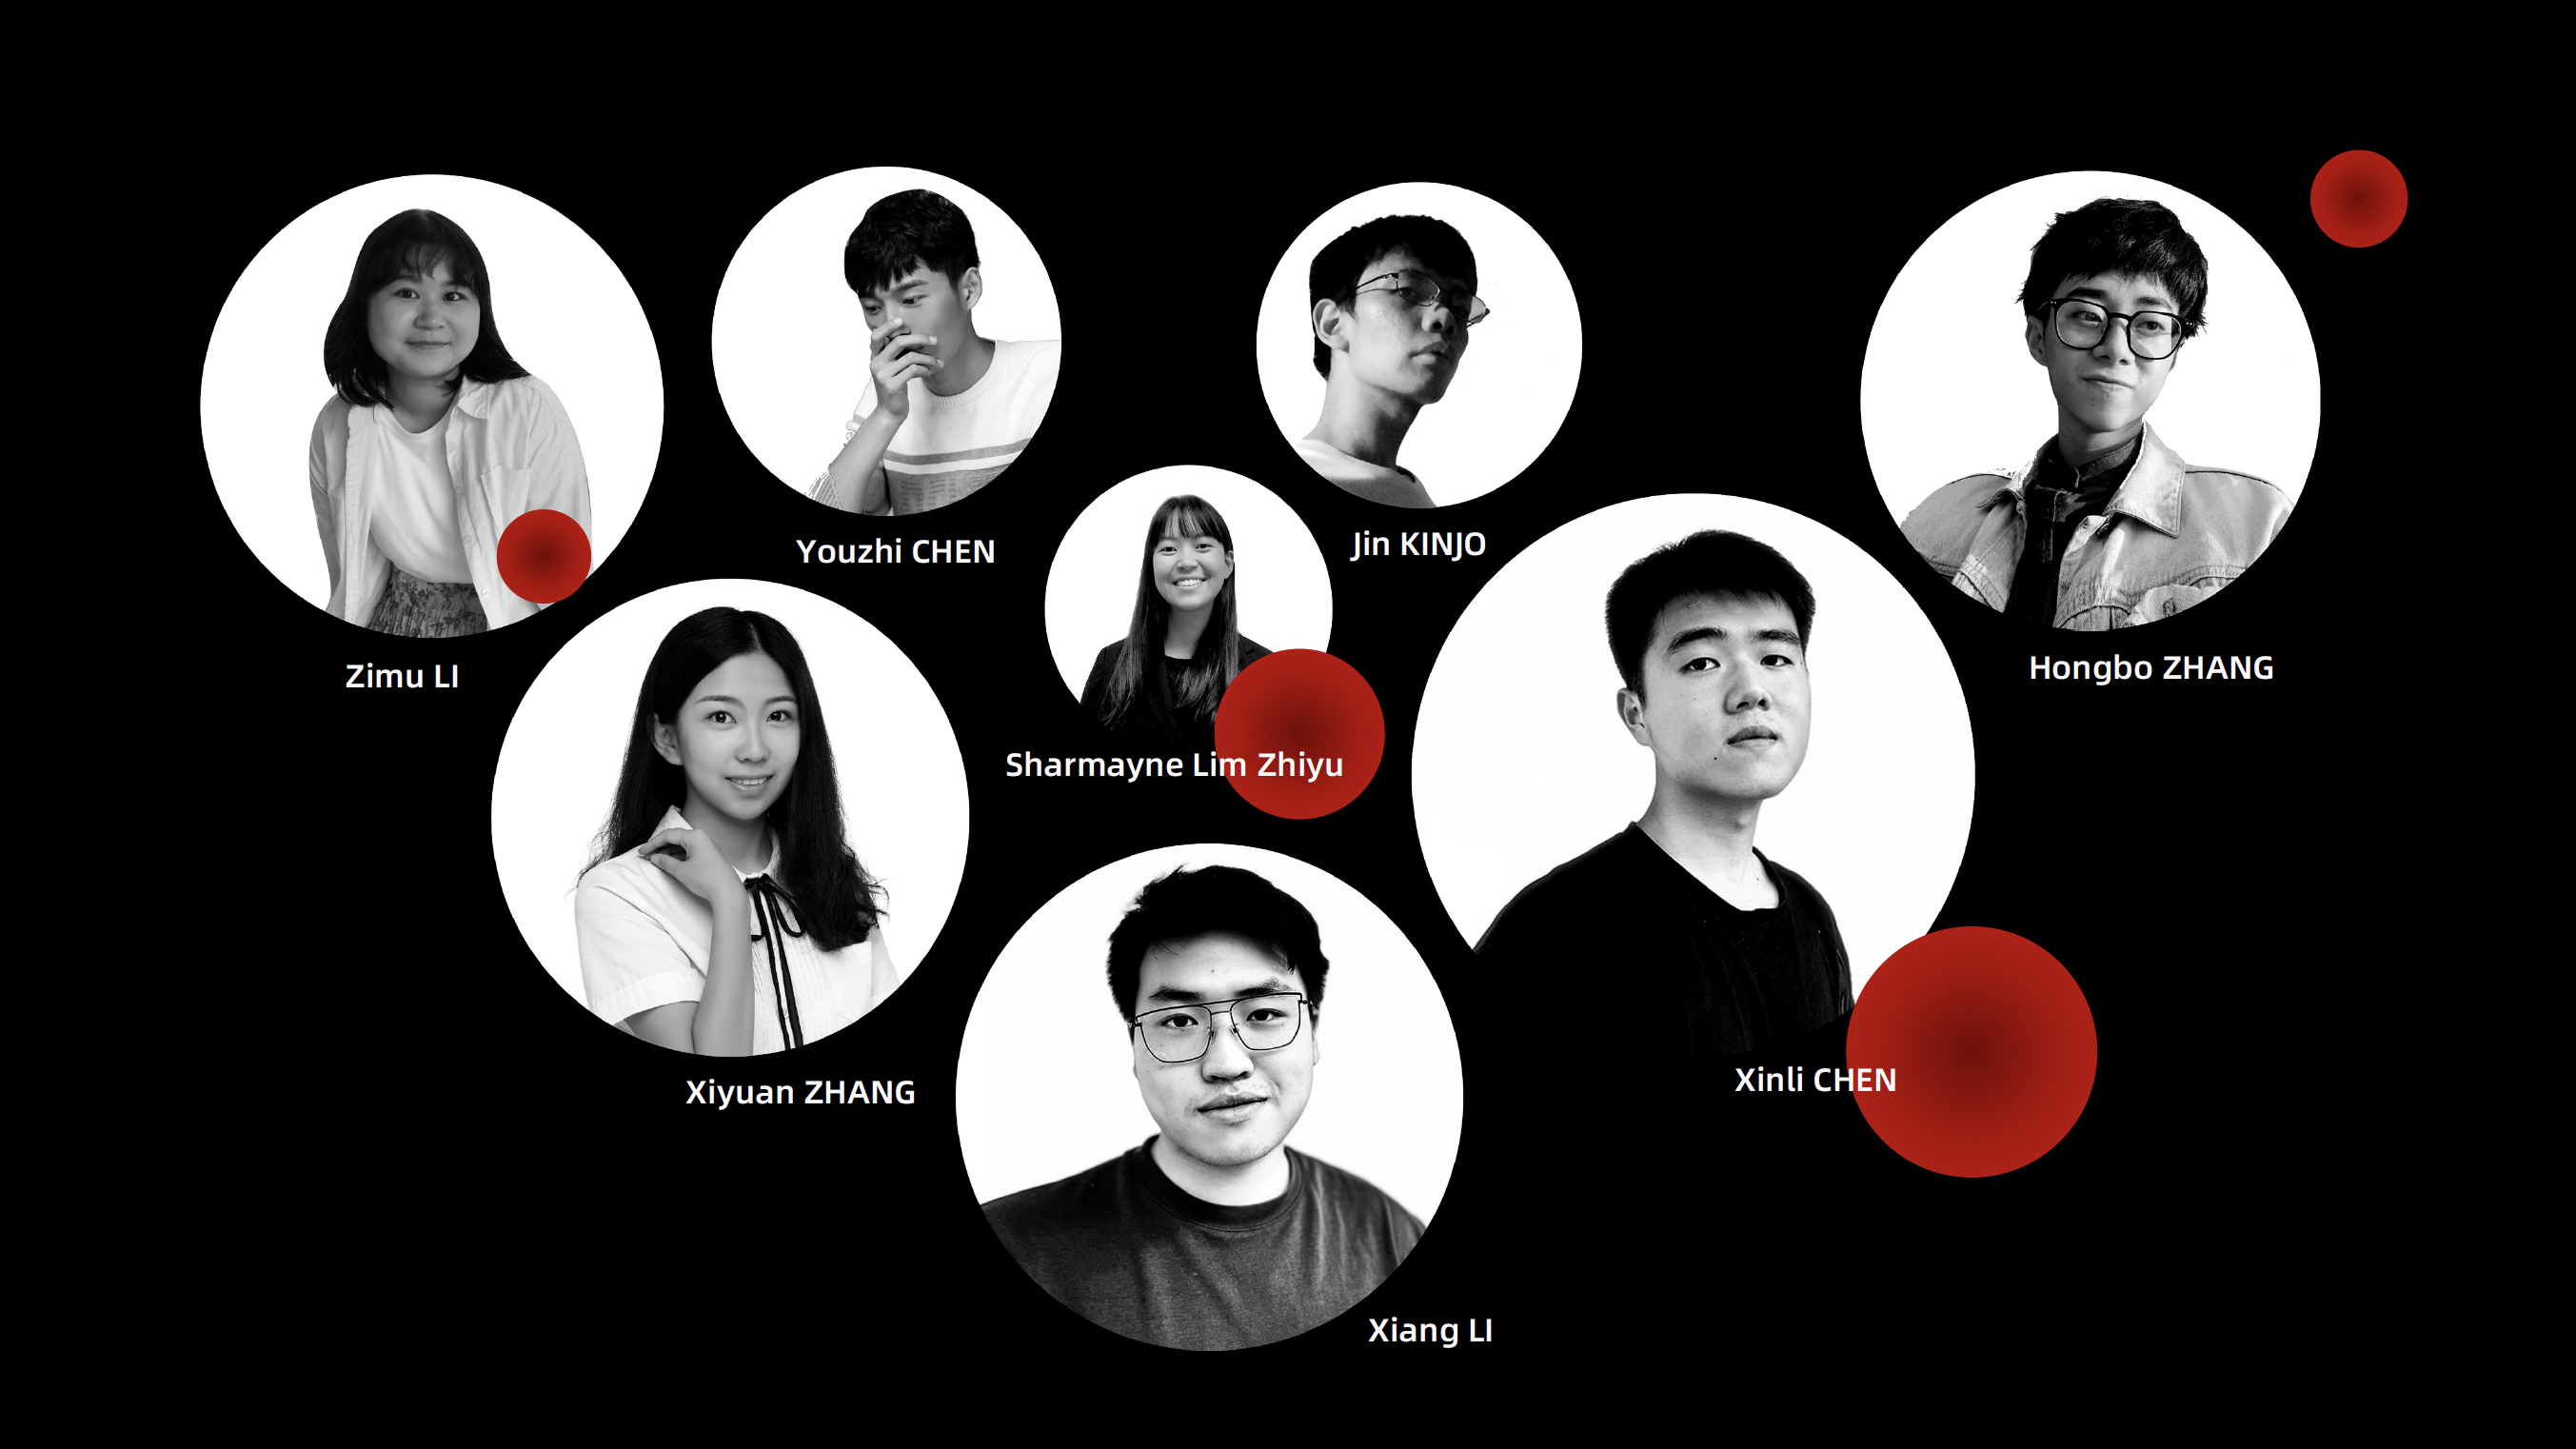 Youzhi CHEN
Jin KINJO
Zimu LI
Hongbo ZHANG
Sharmayne Lim Zhiyu
Xiyuan ZHANG
Xinli CHEN
Xiang LI